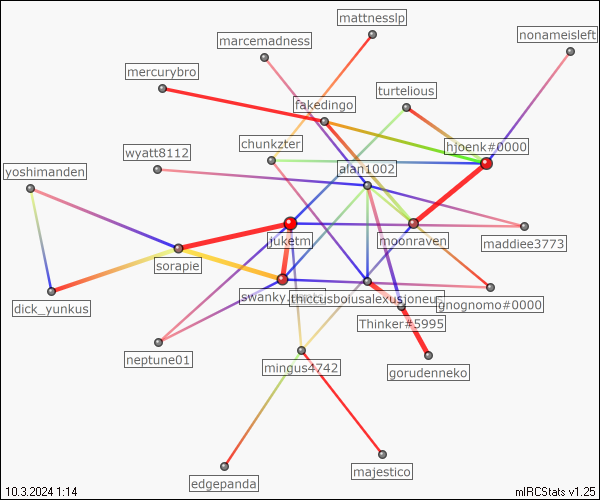 mattnesslp
nonameisleft
marcemadness
mercurybro
turtelious
fakedingo
chunkzter
hjoenk#0000
wyatt8112
alan1002
yoshimanden
juketm
moonraven
maddiee3773
sorapie
swanky
thiccusbolusalexusjoneus
gnognomo#0000
dick_yunkus
Thinker#5995
neptune01
mingus4742
gorudenneko
majestico
edgepanda
10.3.2024 1:14
mIRCStats v1.25